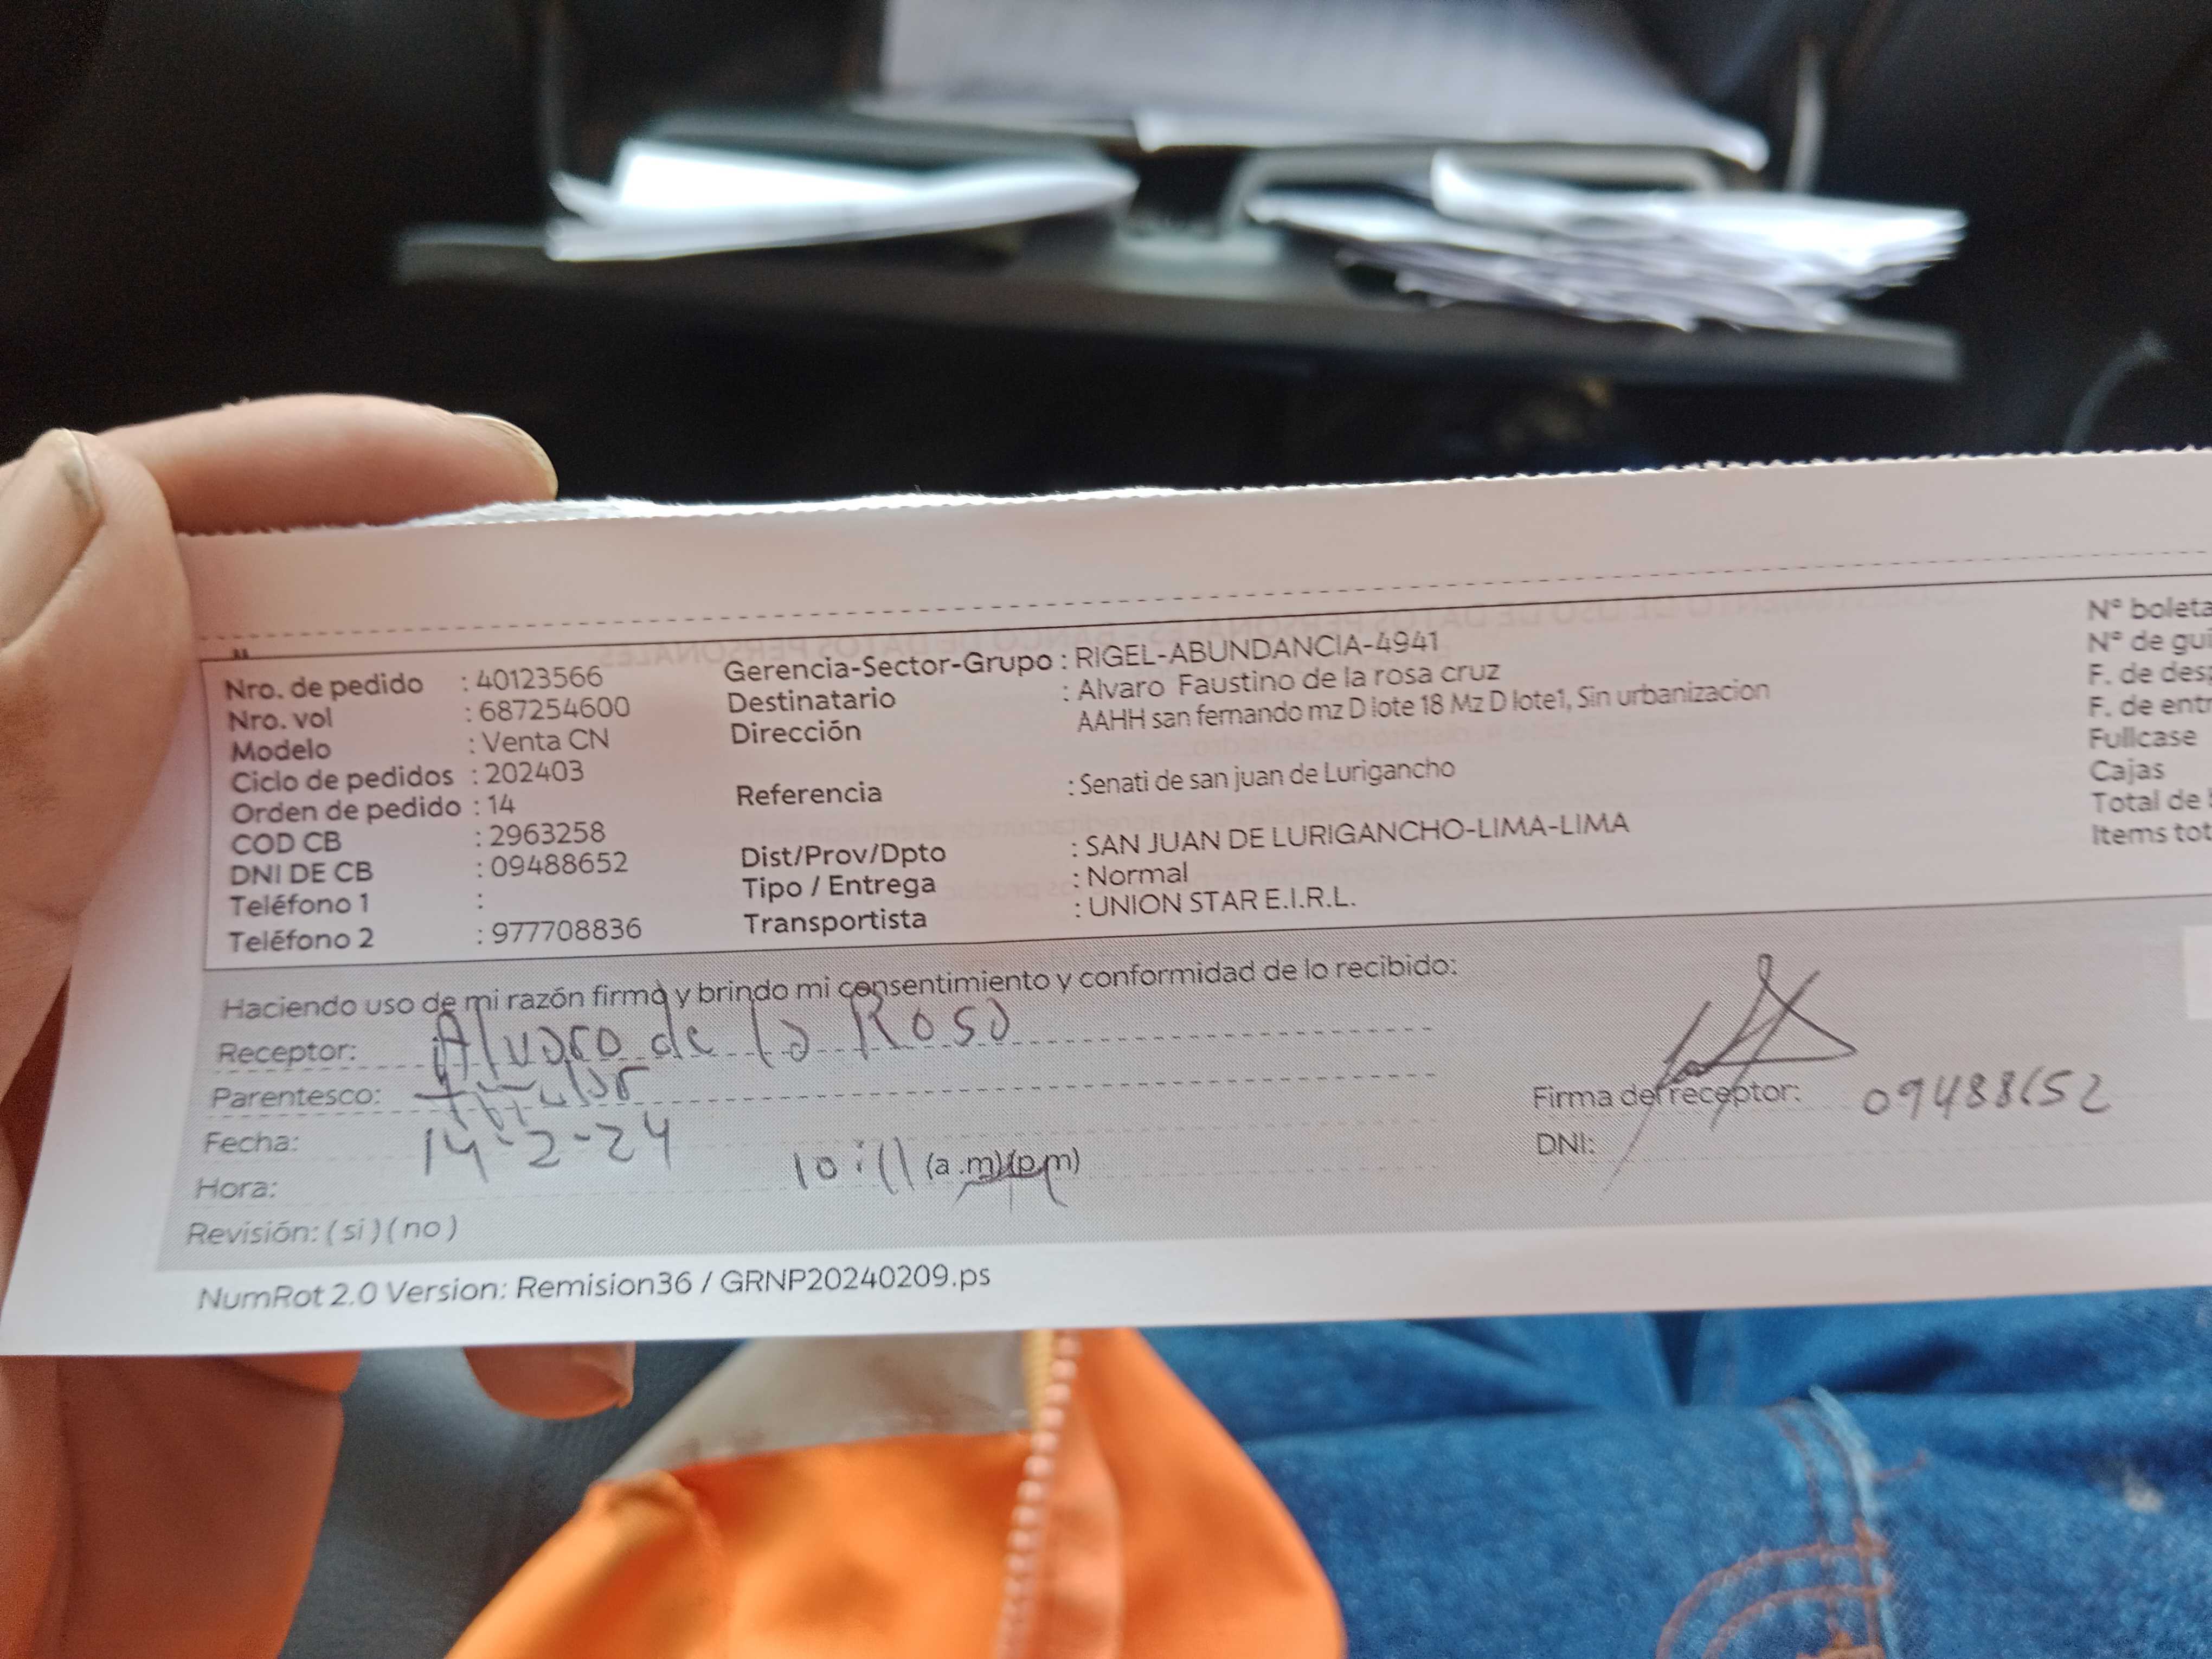 Nro. de pedido : 40123566
Nro. vol : 687254600
Modelo : Venta CN
Ciclo de pedidos : 202403
Orden de pedido : 14
COD CB : 2963258
DNI DE CB : 09488652
Teléfono 1 :
Teléfono 2 : 977708836
Gerencia-Sector-Grupo : RIGEL-ABUNDANCIA-4941
Destinatario : Alvaro Faustino de la rosa cruz
Dirección AAHH san fernando mz D lote 18 Mz D lote1, Sin urbanizacion
Referencia : Senati de san juan de Lurigancho
Dist/Prov/Dpto : SAN JUAN DE LURIGANCHO-LIMA-LIMA
Tipo / Entrega : Normal
Transportista : UNION STAR E.I.R.L.
N° boleta
N° de gui
F. de des
F. de entr
Fullcase
Cajas
Total de
Items tot
Haciendo uso de mi razón firmo y brindo mi consentimiento y conformidad de lo recibido:
Receptor: Alvaro de la Rosa
Parentesco: titular
Fecha: 14-2-24
Hora: 10:11 (a.m)(p.m)
Revisión: (si) (no)
Firma del receptor:
DNI: 09488652
NumRot 2.0 Version: Remision36 / GRNP20240209.ps